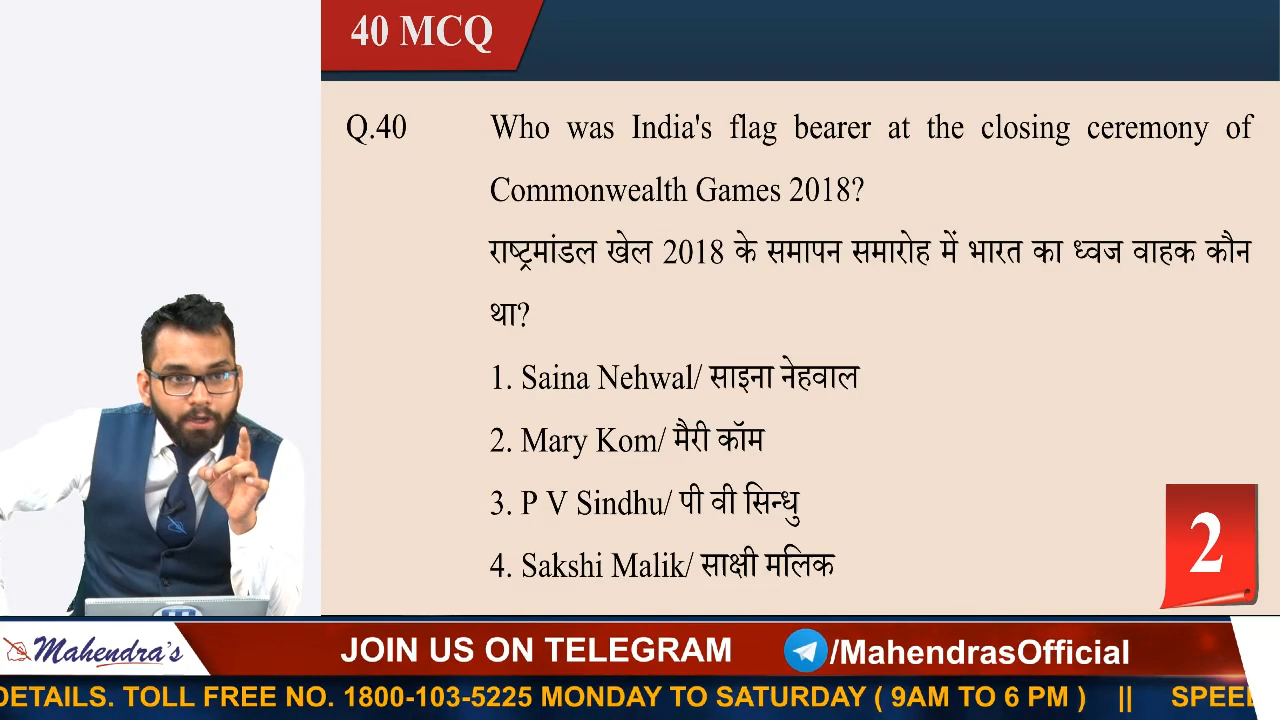 40 MCQ
Q.40 Who was India's flag bearer at the closing ceremony of
Commonwealth Games 2018?
राष्ट्रमांडल खेल 2018 के समापन समारोह में भारत का ध्वज वाहक कौन
था?
1. Saina Nehwal/ साइना नेहवाल
2. Mary Kom/ मैरी कॉम
3. P V Sindhu/ पी वी सिन्धु
4. Sakshi Malik/ साक्षी मलिक
2
Mahendra's
JOIN US ON TELEGRAM
/MahendrasOfficial
DETAILS. TOLL FREE NO. 1800-103-5225 MONDAY TO SATURDAY ( 9AM TO 6 PM ) || SPEED